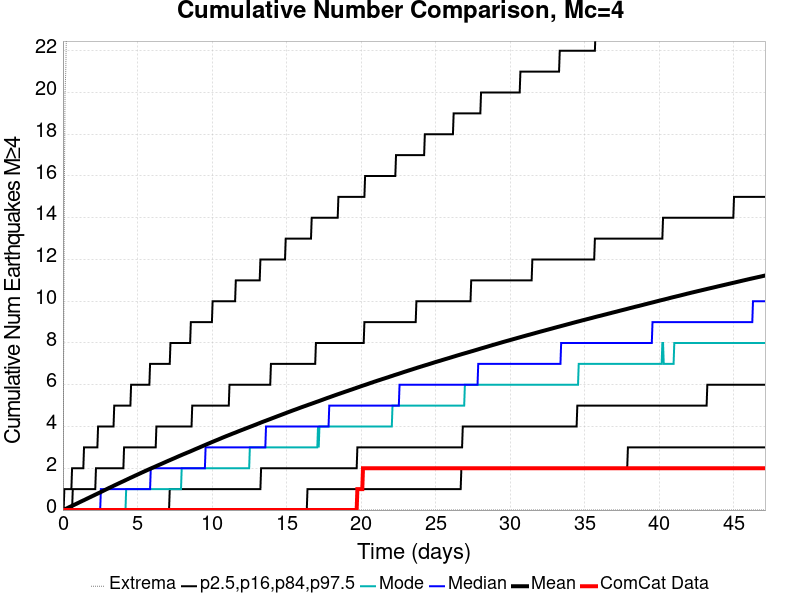 Cumulative Number Comparison, Mc=4
Cumulative Num Earthquakes M≥4
22
20
18
16
14
12
10
8
6
4
2
0
0 5 10 15 20 25 30 35 40 45
Time (days)
Extrema p2.5,p16,p84,p97.5 Mode Median Mean ComCat Data